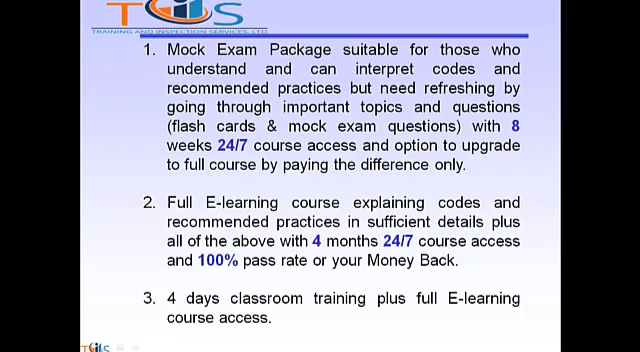 TIIS
TRAINING AND INSPECTION SERVICES, LTD
1. Mock Exam Package suitable for those who
understand and can interpret codes and
recommended practices but need refreshing by
going through important topics and questions
(flash cards & mock exam questions) with 8
weeks 24/7 course access and option to upgrade
to full course by paying the difference only.
2. Full E-learning course explaining codes and
recommended practices in sufficient details plus
all of the above with 4 months 24/7 course access
and 100% pass rate or your Money Back.
3. 4 days classroom training plus full E-learning
course access.